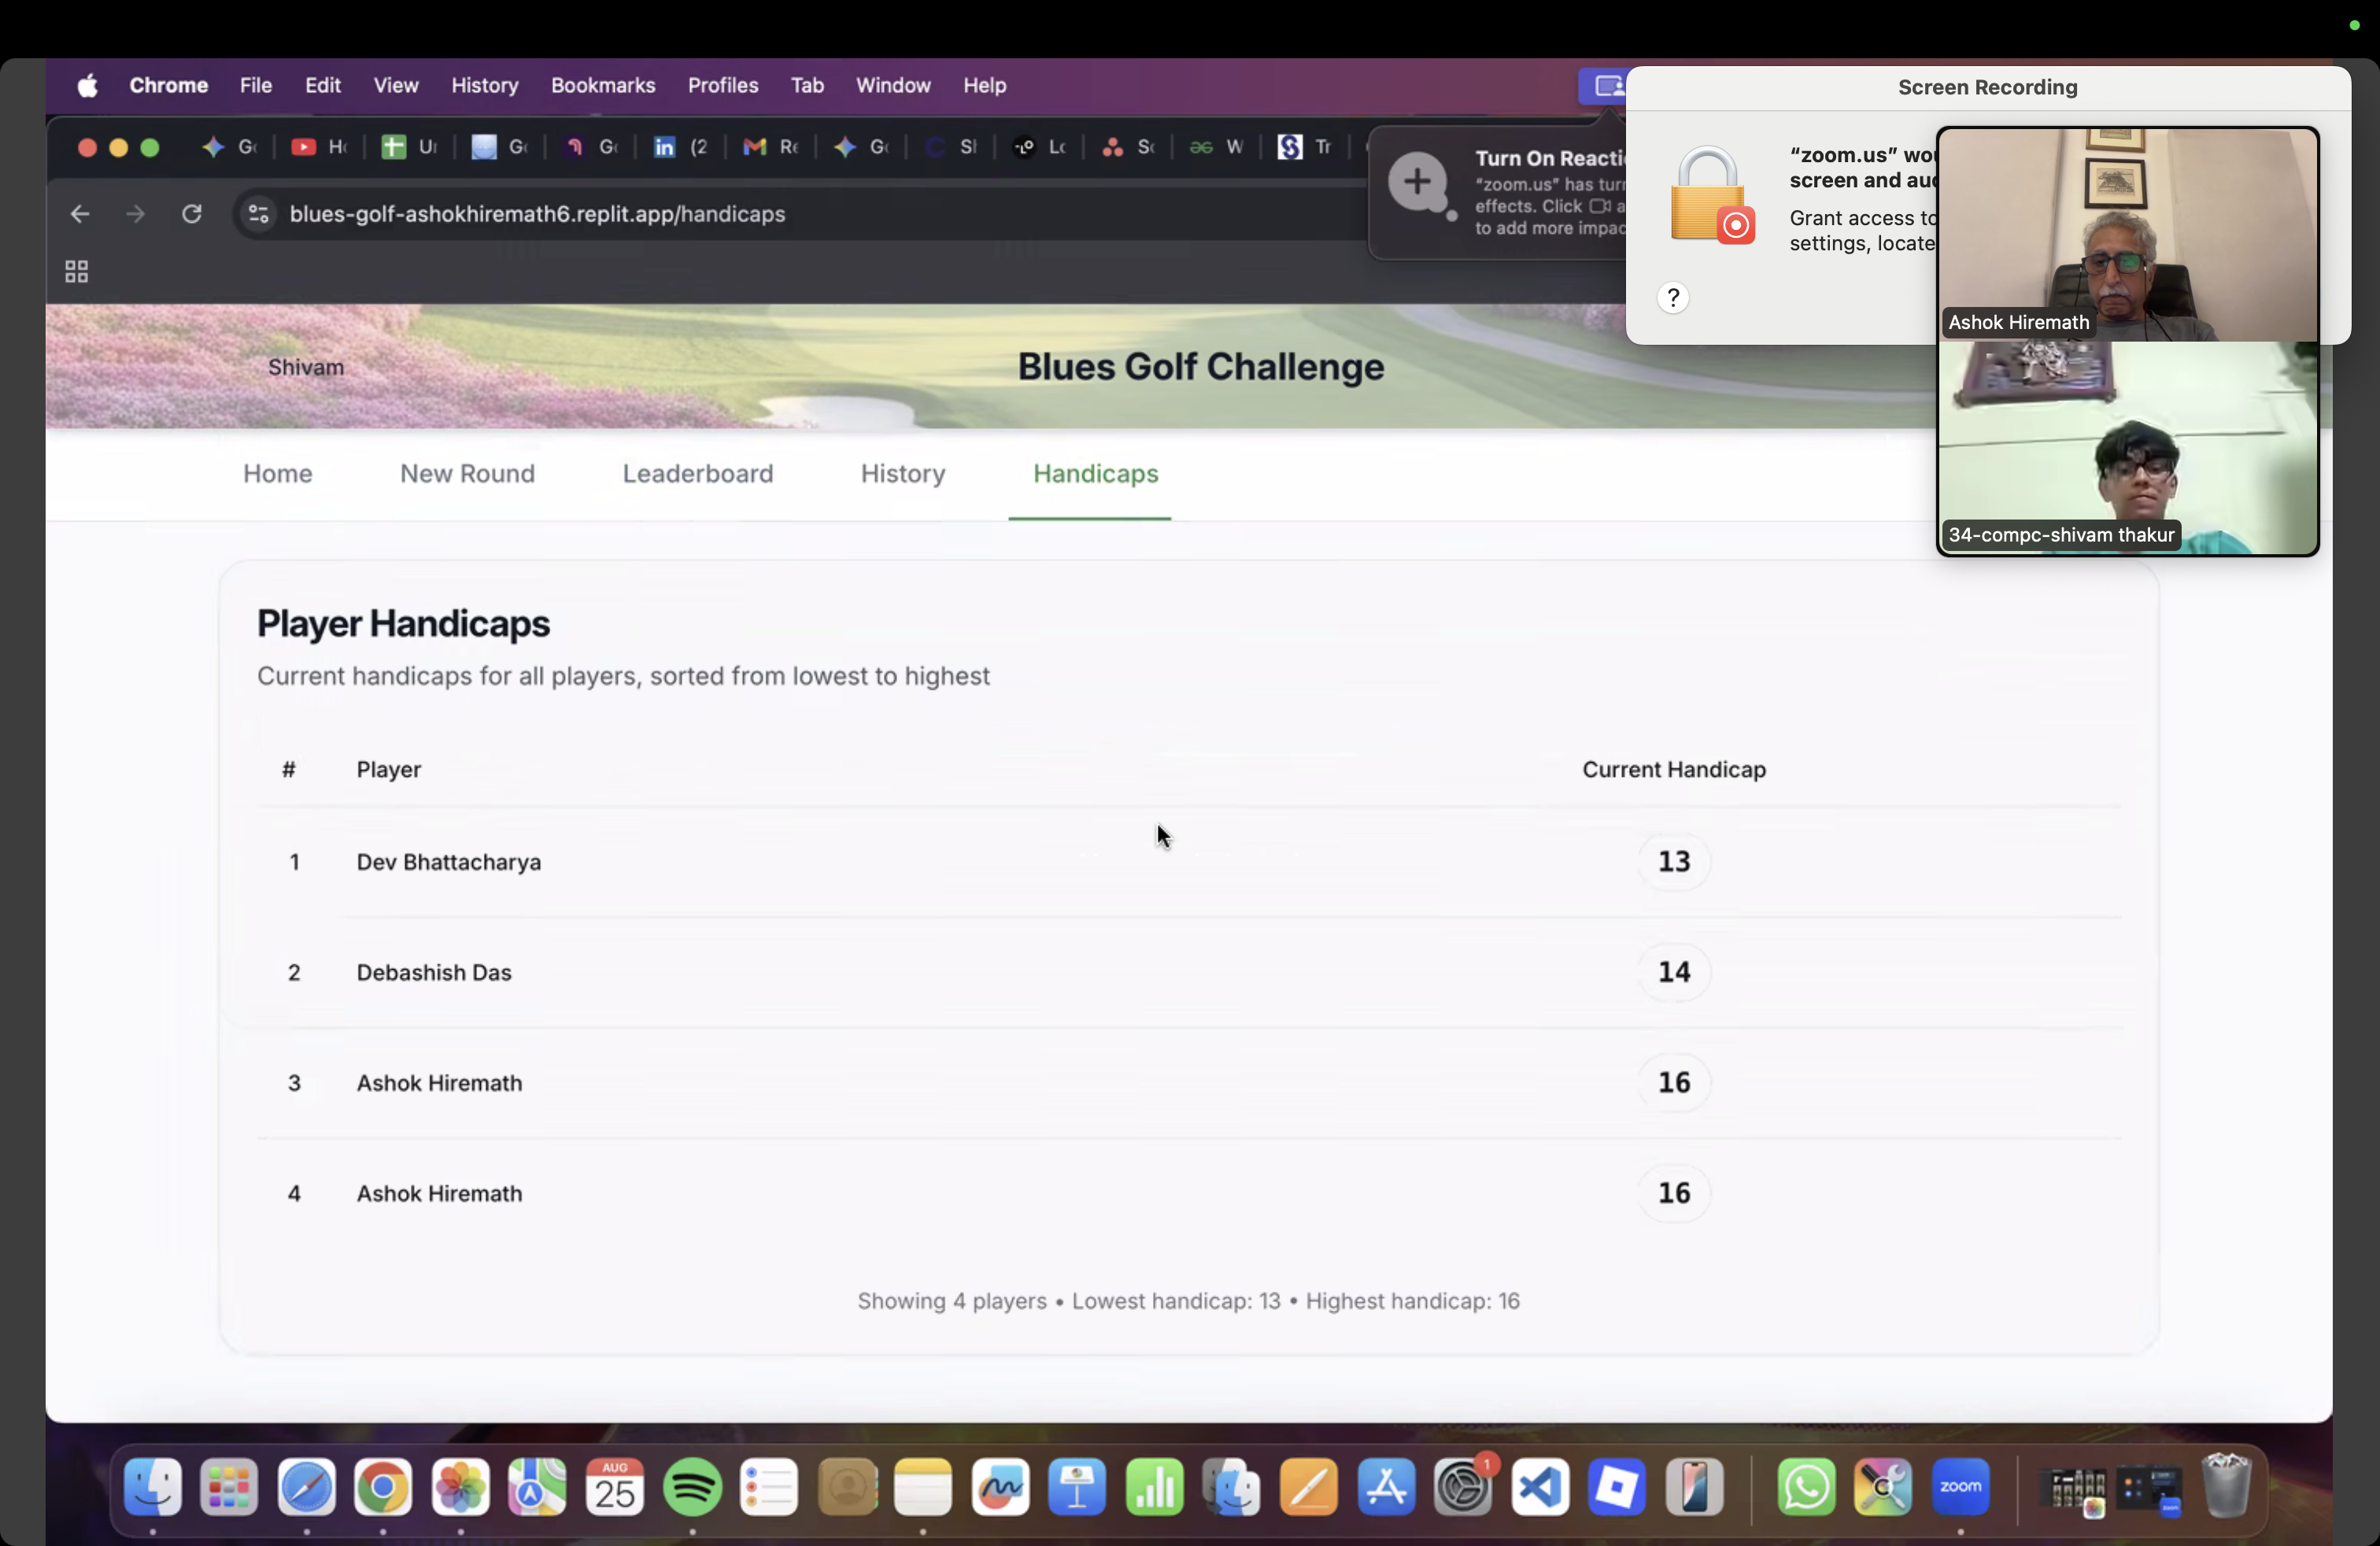 Chrome File Edit View History Bookmarks Profiles Tab Window Help
Screen Recording
“zoom.us” wou
screen and aud
Grant access to
settings, locate
?
Turn On Reacti
“zoom.us” has turn
effects. Click a
to add more impac
blues-golf-ashokhiremath6.replit.app/handicaps
Ashok Hiremath
34-compc-shivam thakur
Shivam
Blues Golf Challenge
Home New Round Leaderboard History Handicaps
Player Handicaps
Current handicaps for all players, sorted from lowest to highest
# Player Current Handicap
1 Dev Bhattacharya 13
2 Debashish Das 14
3 Ashok Hiremath 16
4 Ashok Hiremath 16
Showing 4 players • Lowest handicap: 13 • Highest handicap: 16
AUG
25
1
zoom